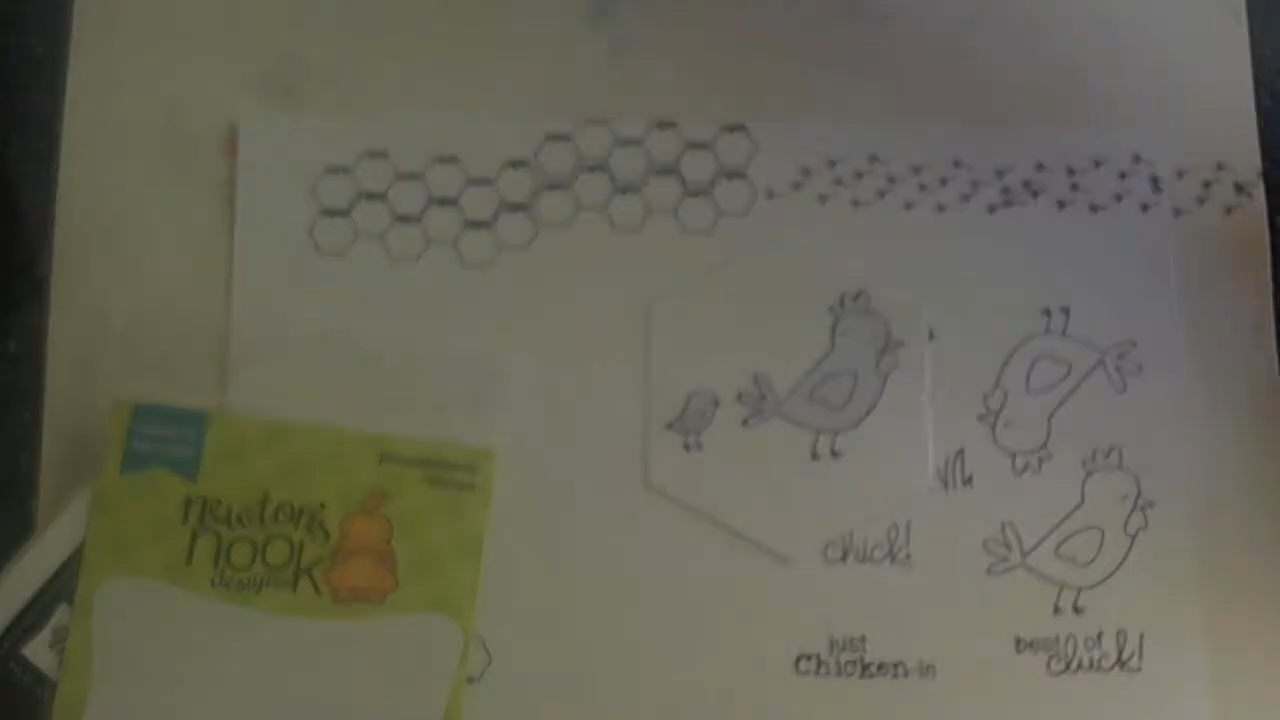 newton's
nook
designs
chick!
just
chicken-in
best of
cluck!